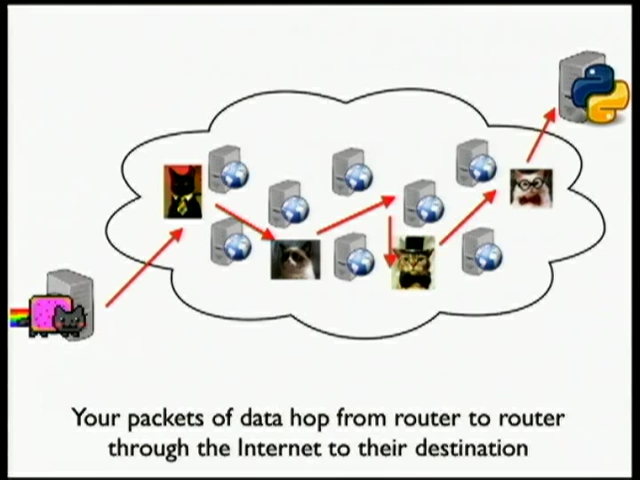 Your packets of data hop from router to router
through the Internet to their destination